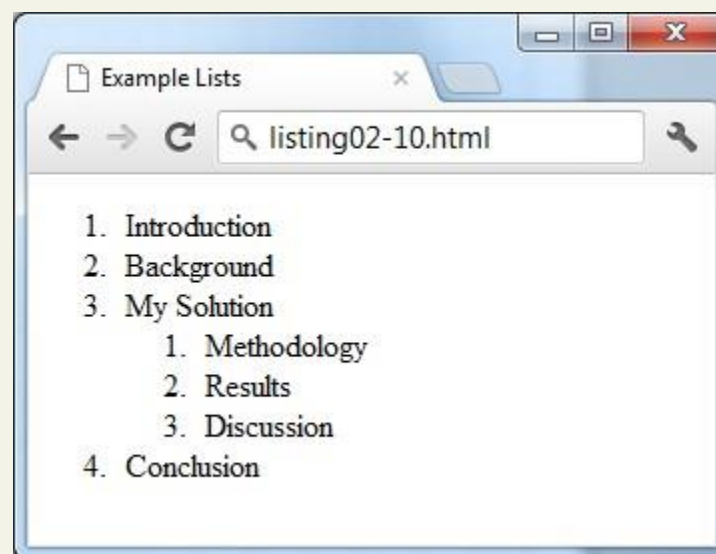 Example Lists
listing02-10.html
1. Introduction
2. Background
3. My Solution
1. Methodology
2. Results
3. Discussion
4. Conclusion